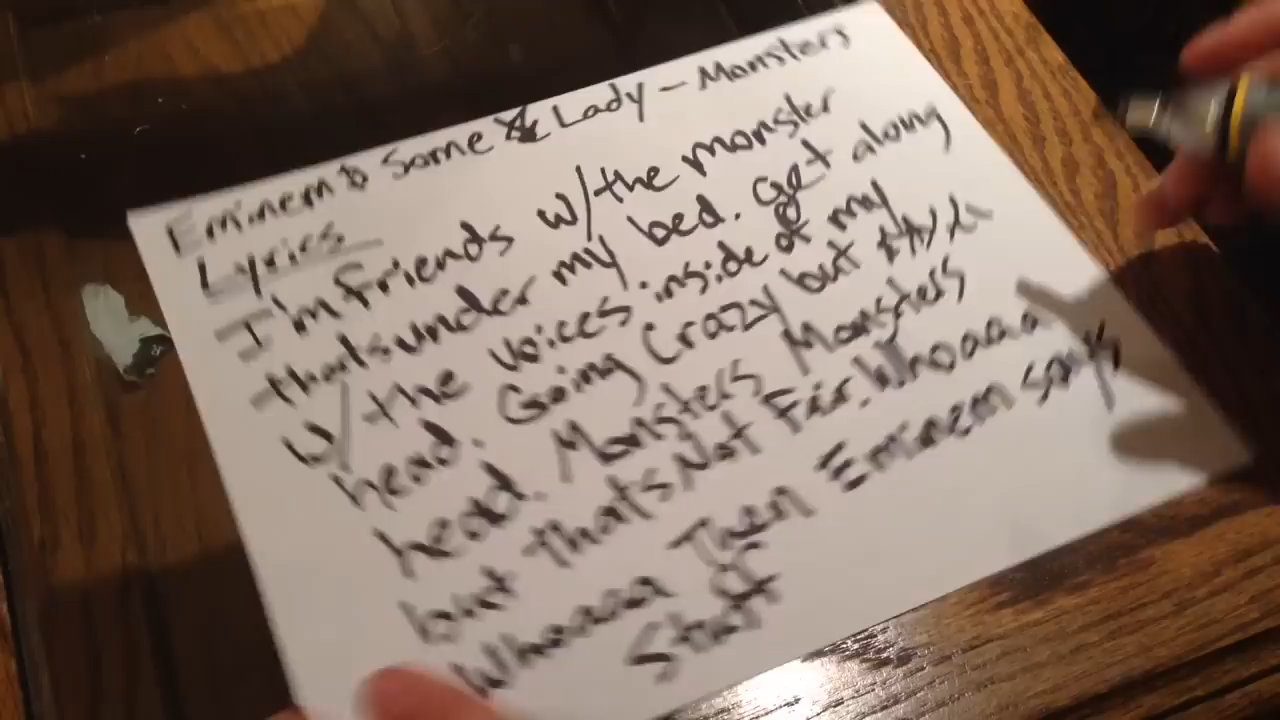 Eminem & Some Lady - Monsters
Lyrics
I'm friends w/the monster
thats under my bed. Get along
w/ the voices inside of my
head. Going Crazy but
head. Monsters Monsters
but thats Not Fair. Whoaaa
Whoaaa Then Eminem says
Stuff